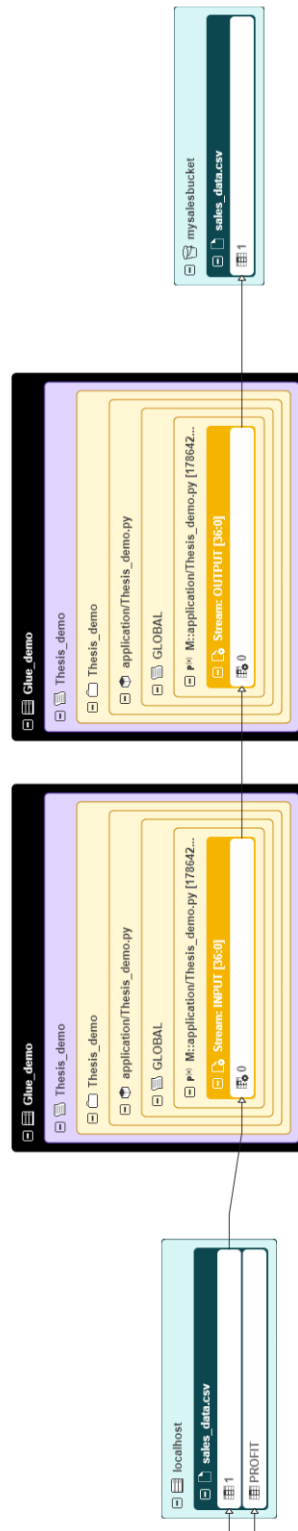 localhost
sales_data.csv
1
PROFIT
Glue_demo
Thesis_demo
Thesis_demo
application/Thesis_demo.py
GLOBAL
M::application/Thesis_demo.py [178642...
Stream: INPUT [36:0]
0
Glue_demo
Thesis_demo
Thesis_demo
application/Thesis_demo.py
GLOBAL
M::application/Thesis_demo.py [178642...
Stream: OUTPUT [36:0]
0
mysalesbucket
sales_data.csv
1